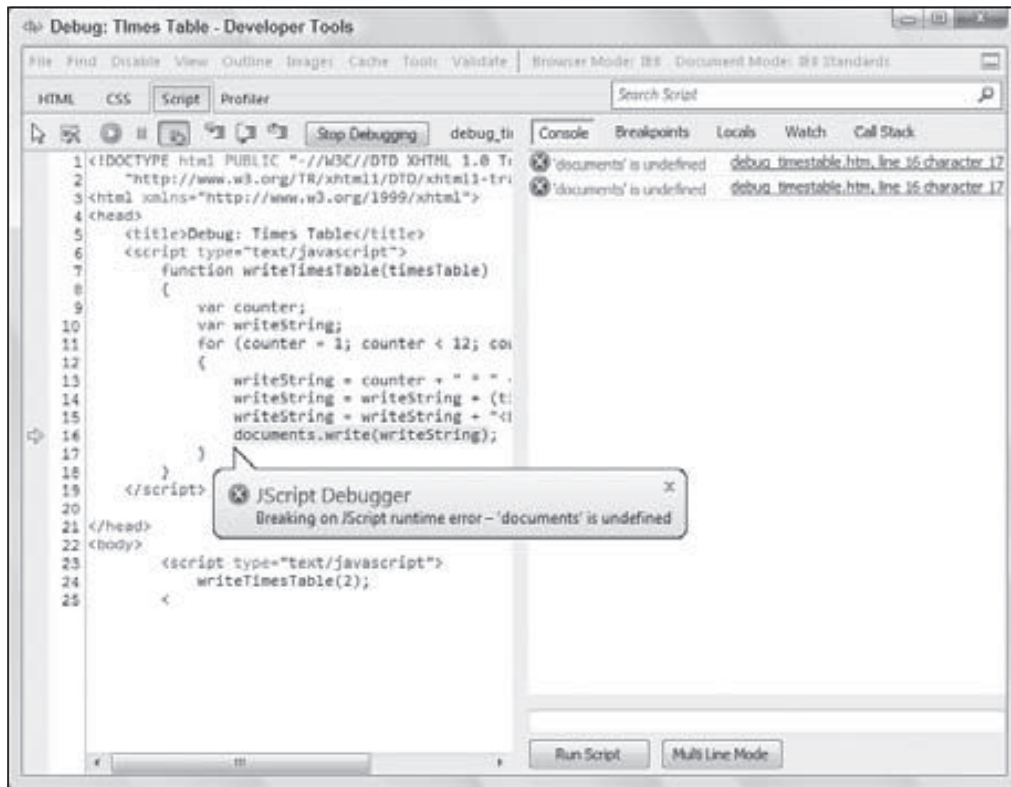 Debug: TImes Table - Developer Tools
File Find Disable View Outline Images Cache Tools Validate Browser Mode: IE8 Document Mode: IE8 Standards
HTML CSS Script Profiler Search Script
Stop Debugging debug_ti Console Breakpoints Locals Watch Call Stack
'documents' is undefined debug_timestable.htm, line 16 character 17
'documents' is undefined debug_timestable.htm, line 16 character 17
1 <!DOCTYPE html PUBLIC "-//W3C//DTD XHTML 1.0 Tr
2 "http://www.w3.org/TR/xhtml1/DTD/xhtml1-tra
3 <html xmlns="http://www.w3.org/1999/xhtml">
4 <head>
5 <title>Debug: Times Table</title>
6 <script type="text/javascript">
7 function writeTimesTable(timesTable)
8 {
9 var counter;
10 var writeString;
11 for (counter = 1; counter < 12; cou
12 {
13 writeString = counter + " * " +
14 writeString = writeString + (ti
15 writeString = writeString + "<b
16 documents.write(writeString);
17 }
18 }
19 </script>
20
21 </head>
22 <body>
23 <script type="text/javascript">
24 writeTimesTable(2);
25 <
JScript Debugger
Breaking on JScript runtime error – 'documents' is undefined
Run Script Multi Line Mode